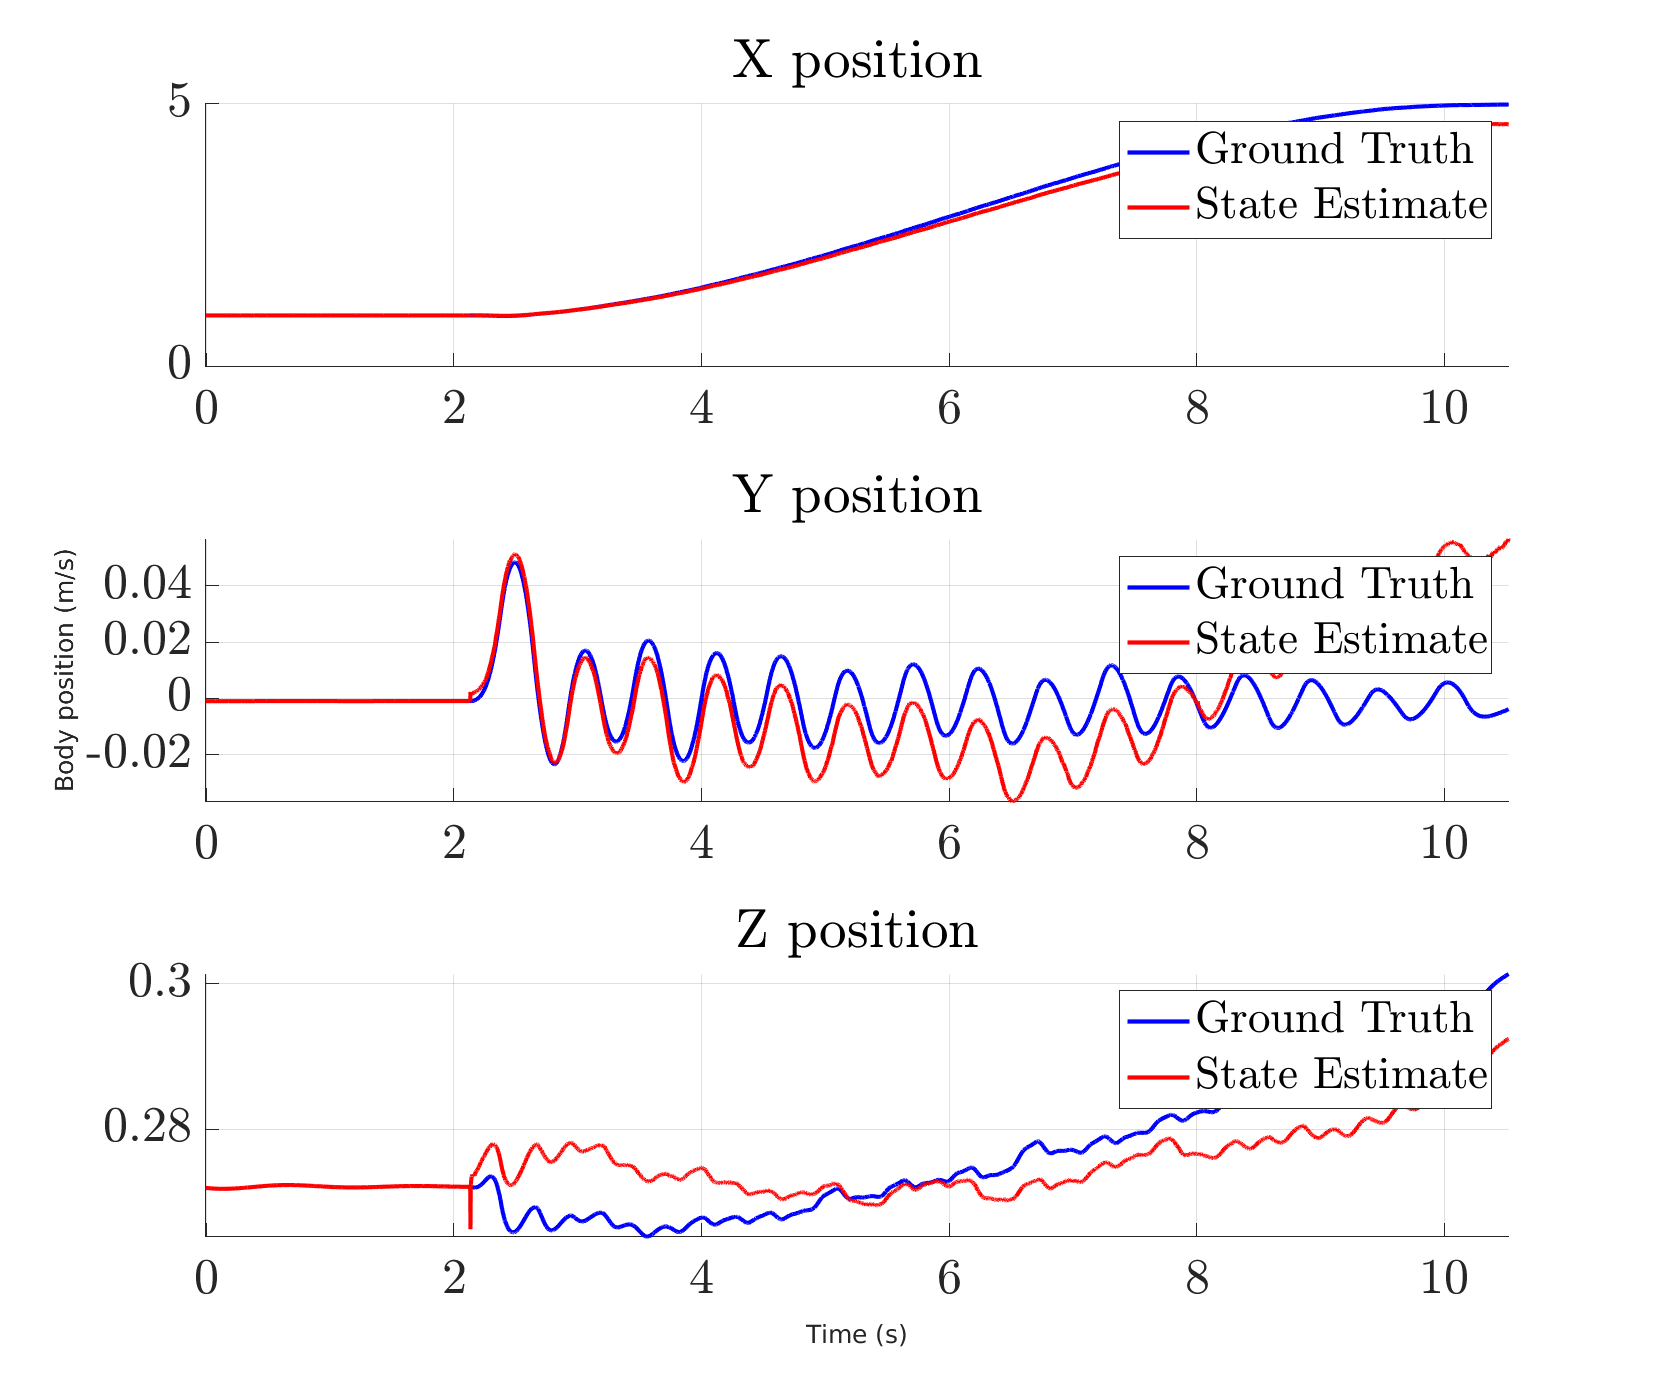 X position
5
0
0 2 4 6 8 10
Ground Truth
State Estimate
Y position
Body position (m/s)
0.04
0.02
0
-0.02
0 2 4 6 8 10
Ground Truth
State Estimate
Z position
0.3
0.28
0 2 4 6 8 10
Ground Truth
State Estimate
Time (s)